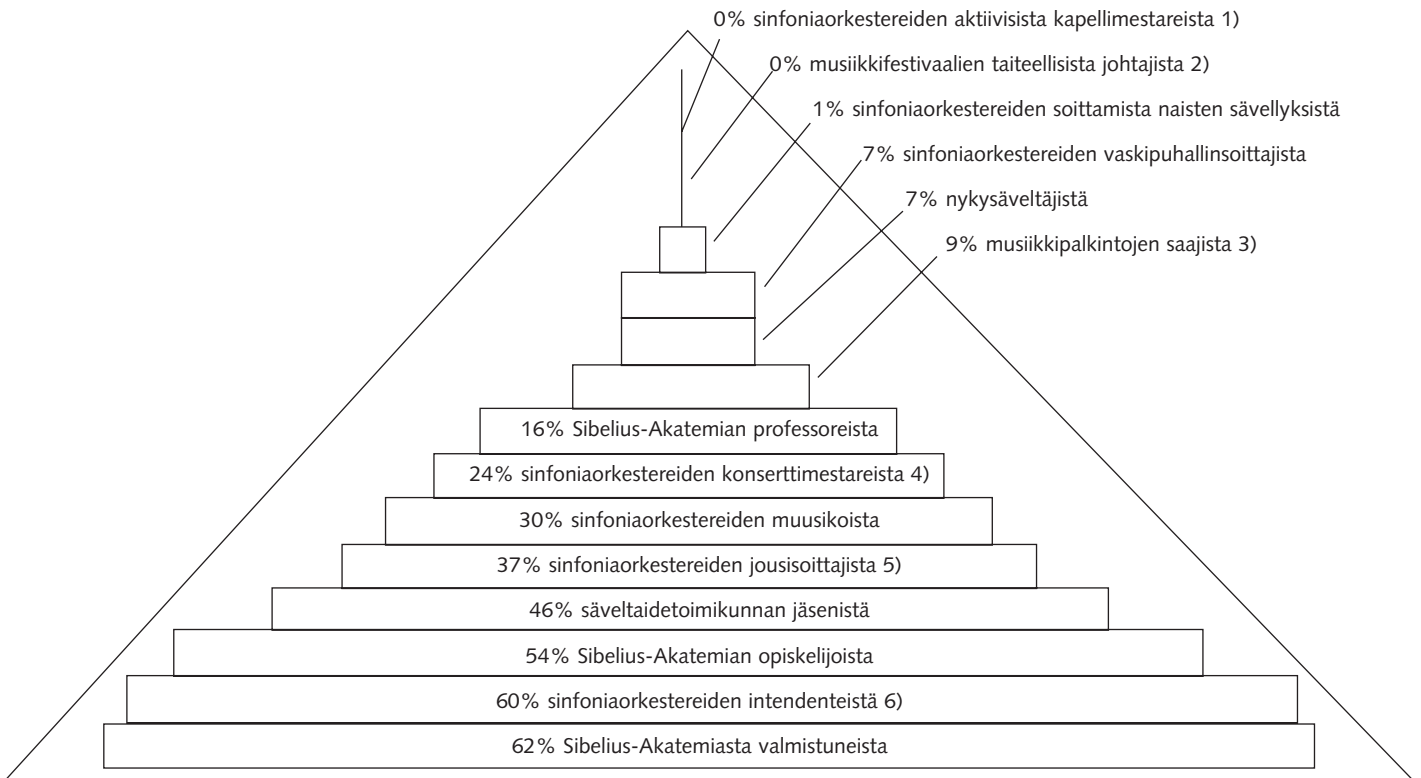 0% sinfoniaorkestereiden aktiivisista kapellimestareista 1)
0% musiikkifestivaalien taiteellisista johtajista 2)
1% sinfoniaorkestereiden soittamista naisten sävellyksistä
7% sinfoniaorkestereiden vaskipuhallinsoittajista
7% nykysäveltäjistä
9% musiikkipalkintojen saajista 3)
16% Sibelius-Akatemian professoreista
24% sinfoniaorkestereiden konserttimestareista 4)
30% sinfoniaorkestereiden muusikoista
37% sinfoniaorkestereiden jousisoittajista 5)
46% säveltaidetoimikunnan jäsenistä
54% Sibelius-Akatemian opiskelijoista
60% sinfoniaorkestereiden intendenteistä 6)
62% Sibelius-Akatemiasta valmistuneista